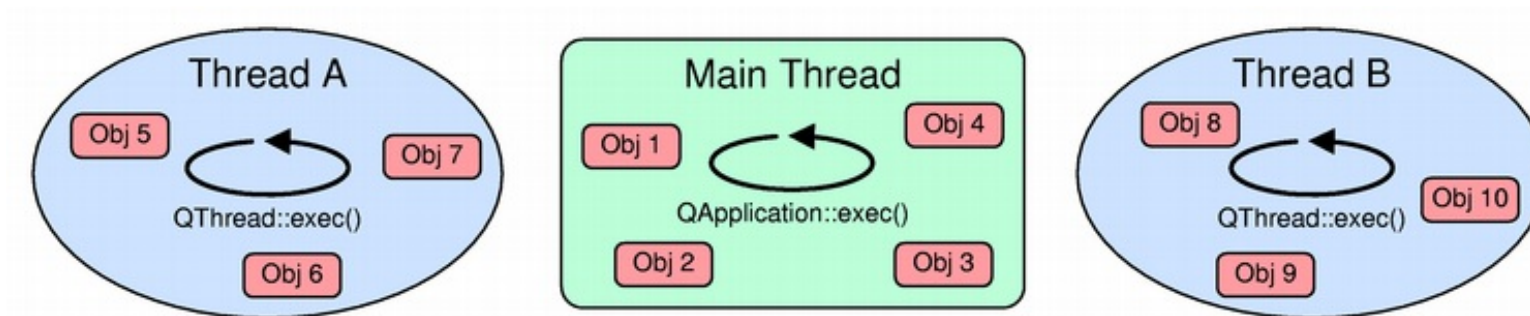 Thread A
Obj 5
Obj 7
QThread::exec()
Obj 6
Main Thread
Obj 1
Obj 4
QApplication::exec()
Obj 2
Obj 3
Thread B
Obj 8
Obj 10
QThread::exec()
Obj 9